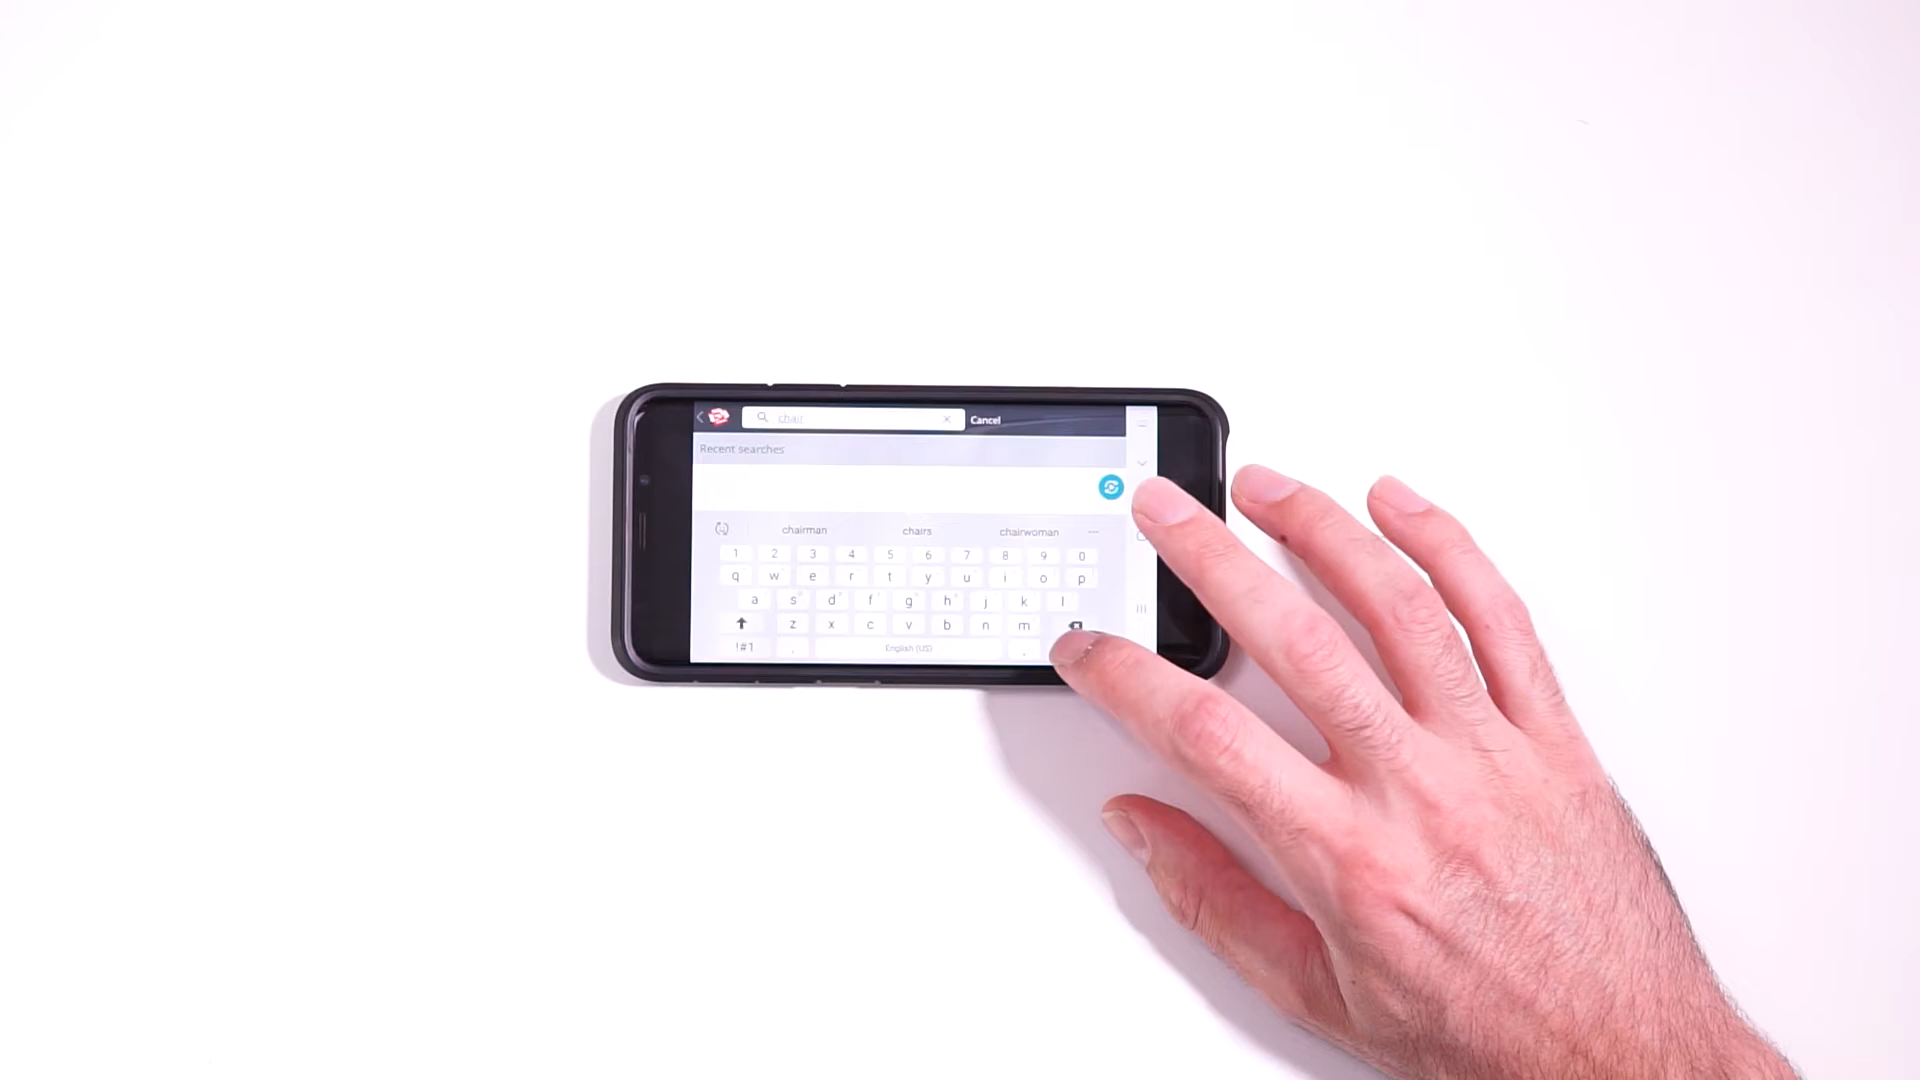 chair
Cancel
Recent searches
chairman chairs chairwoman
1 2 3 4 5 6 7 8 9 0
q w e r t y u i o p
a s d f g h j k l
z x c v b n m
!#1 , English (US) .